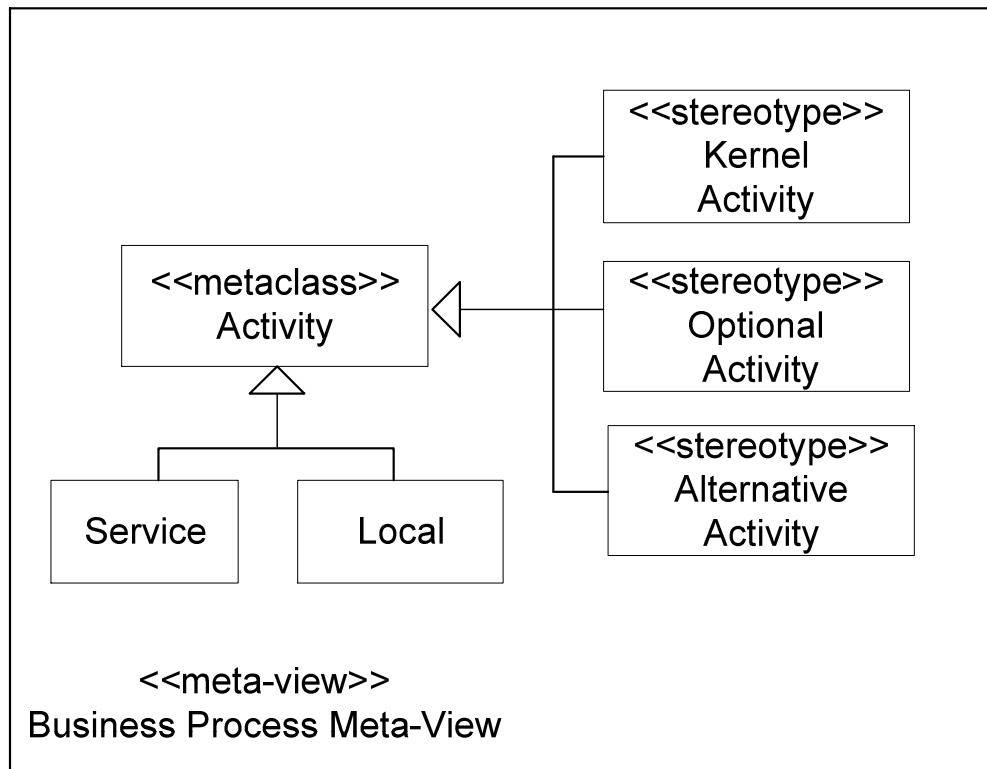 <<stereotype>>
Kernel
Activity
<<metaclass>>
Activity
<<stereotype>>
Optional
Activity
<<stereotype>>
Alternative
Activity
Service
Local
<<meta-view>>
Business Process Meta-View